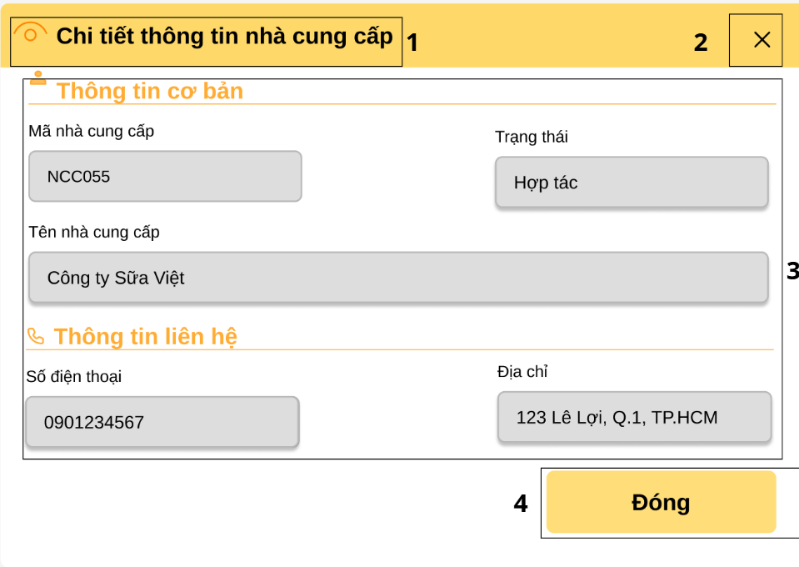 Chi tiết thông tin nhà cung cấp 1
2
Thông tin cơ bản
Mã nhà cung cấp
Trạng thái
NCC055
Hợp tác
Tên nhà cung cấp
Công ty Sữa Việt
3
Thông tin liên hệ
Số điện thoại
Địa chỉ
0901234567
123 Lê Lợi, Q.1, TP.HCM
4
Đóng